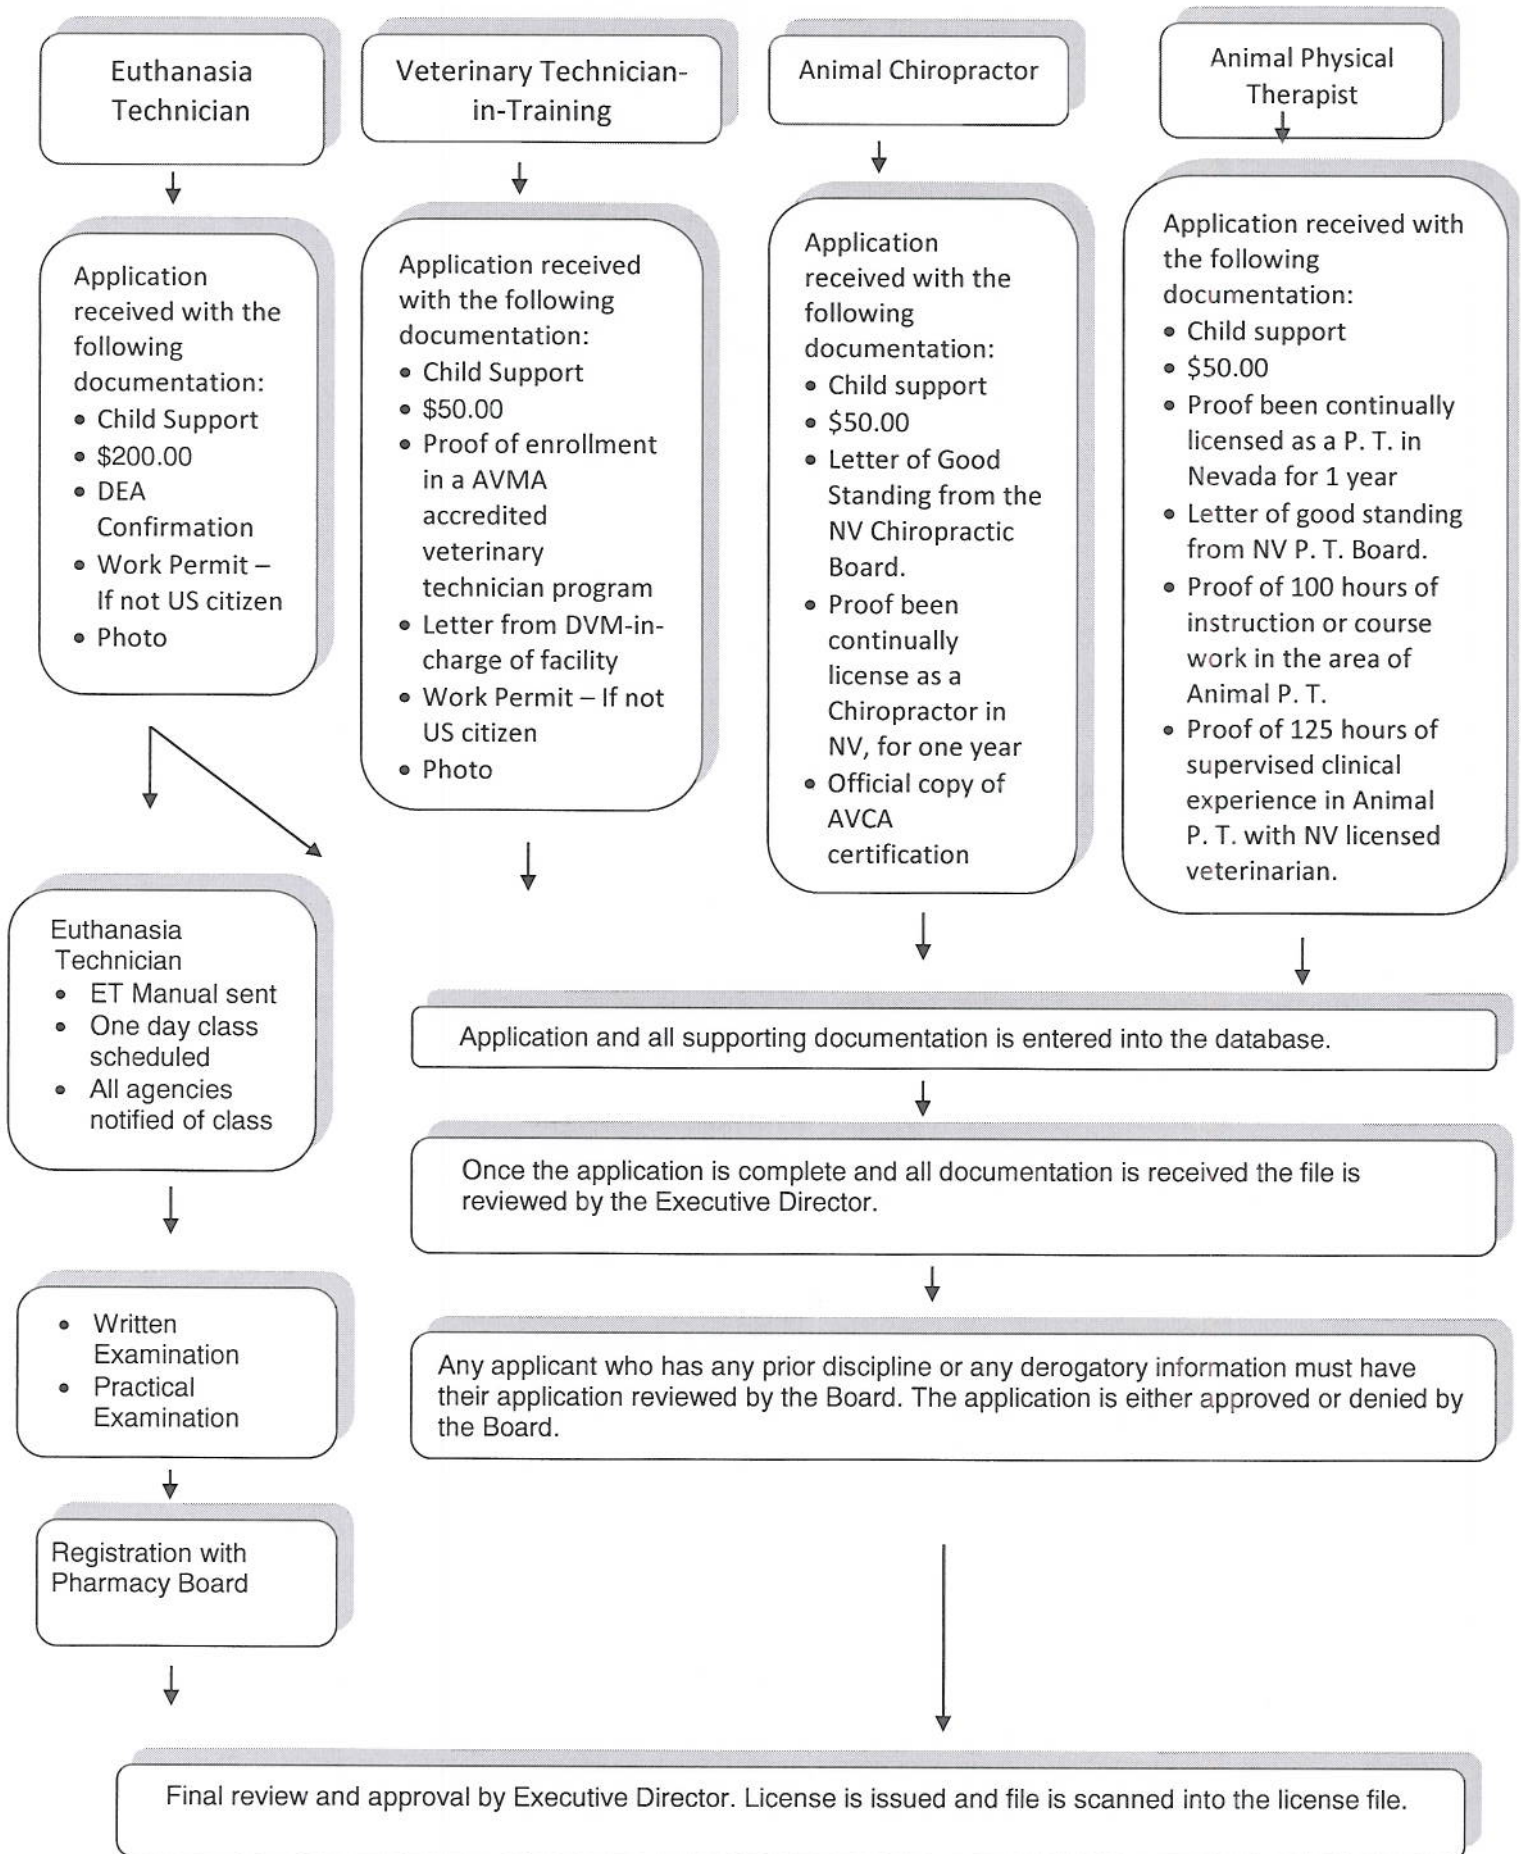 Euthanasia
Technician
Veterinary Technician-
in-Training
Animal Chiropractor
Animal Physical
Therapist
Application
received with the
following
documentation:
• Child Support
• $200.00
• DEA
Confirmation
• Work Permit –
If not US citizen
• Photo
Application received
with the following
documentation:
• Child Support
• $50.00
• Proof of enrollment
in a AVMA
accredited
veterinary
technician program
• Letter from DVM-in-
charge of facility
• Work Permit – If not
US citizen
• Photo
Application
received with the
following
documentation:
• Child support
• $50.00
• Letter of Good
Standing from the
NV Chiropractic
Board.
• Proof been
continually
license as a
Chiropractor in
NV, for one year
• Official copy of
AVCA
certification
Application received with
the following
documentation:
• Child support
• $50.00
• Proof been continually
licensed as a P. T. in
Nevada for 1 year
• Letter of good standing
from NV P. T. Board.
• Proof of 100 hours of
instruction or course
work in the area of
Animal P. T.
• Proof of 125 hours of
supervised clinical
experience in Animal
P. T. with NV licensed
veterinarian.
Euthanasia
Technician
• ET Manual sent
• One day class
scheduled
• All agencies
notified of class
• Written
Examination
• Practical
Examination
Registration with
Pharmacy Board
Application and all supporting documentation is entered into the database.
Once the application is complete and all documentation is received the file is
reviewed by the Executive Director.
Any applicant who has any prior discipline or any derogatory information must have
their application reviewed by the Board. The application is either approved or denied by
the Board.
Final review and approval by Executive Director. License is issued and file is scanned into the license file.